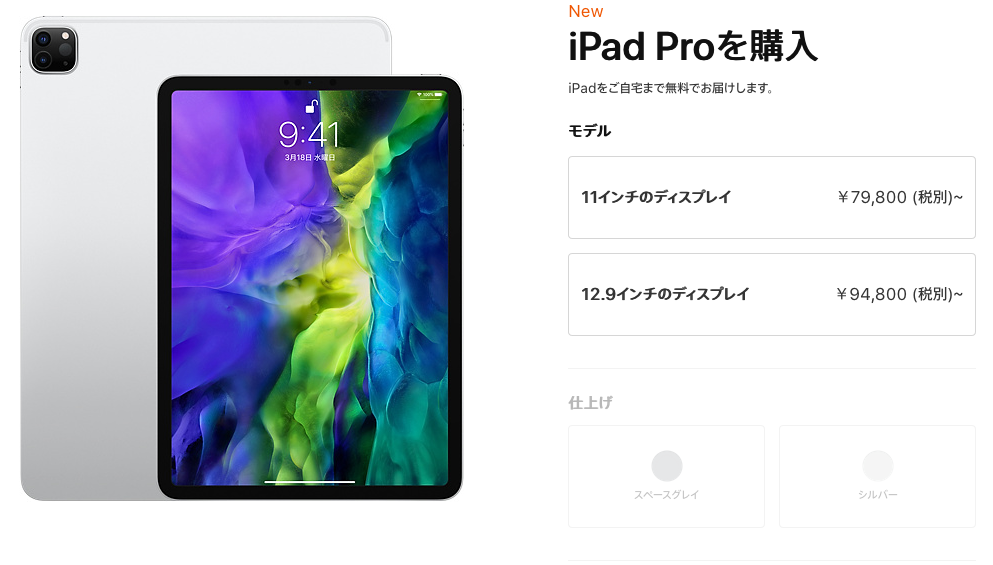 New
iPad Proを購入
iPadをご自宅まで無料でお届けします。
モデル
11インチのディスプレイ ￥79,800 (税別)~
12.9インチのディスプレイ ￥94,800 (税別)~
仕上げ
スペースグレイ シルバー
100%
9:41
3月18日 水曜日